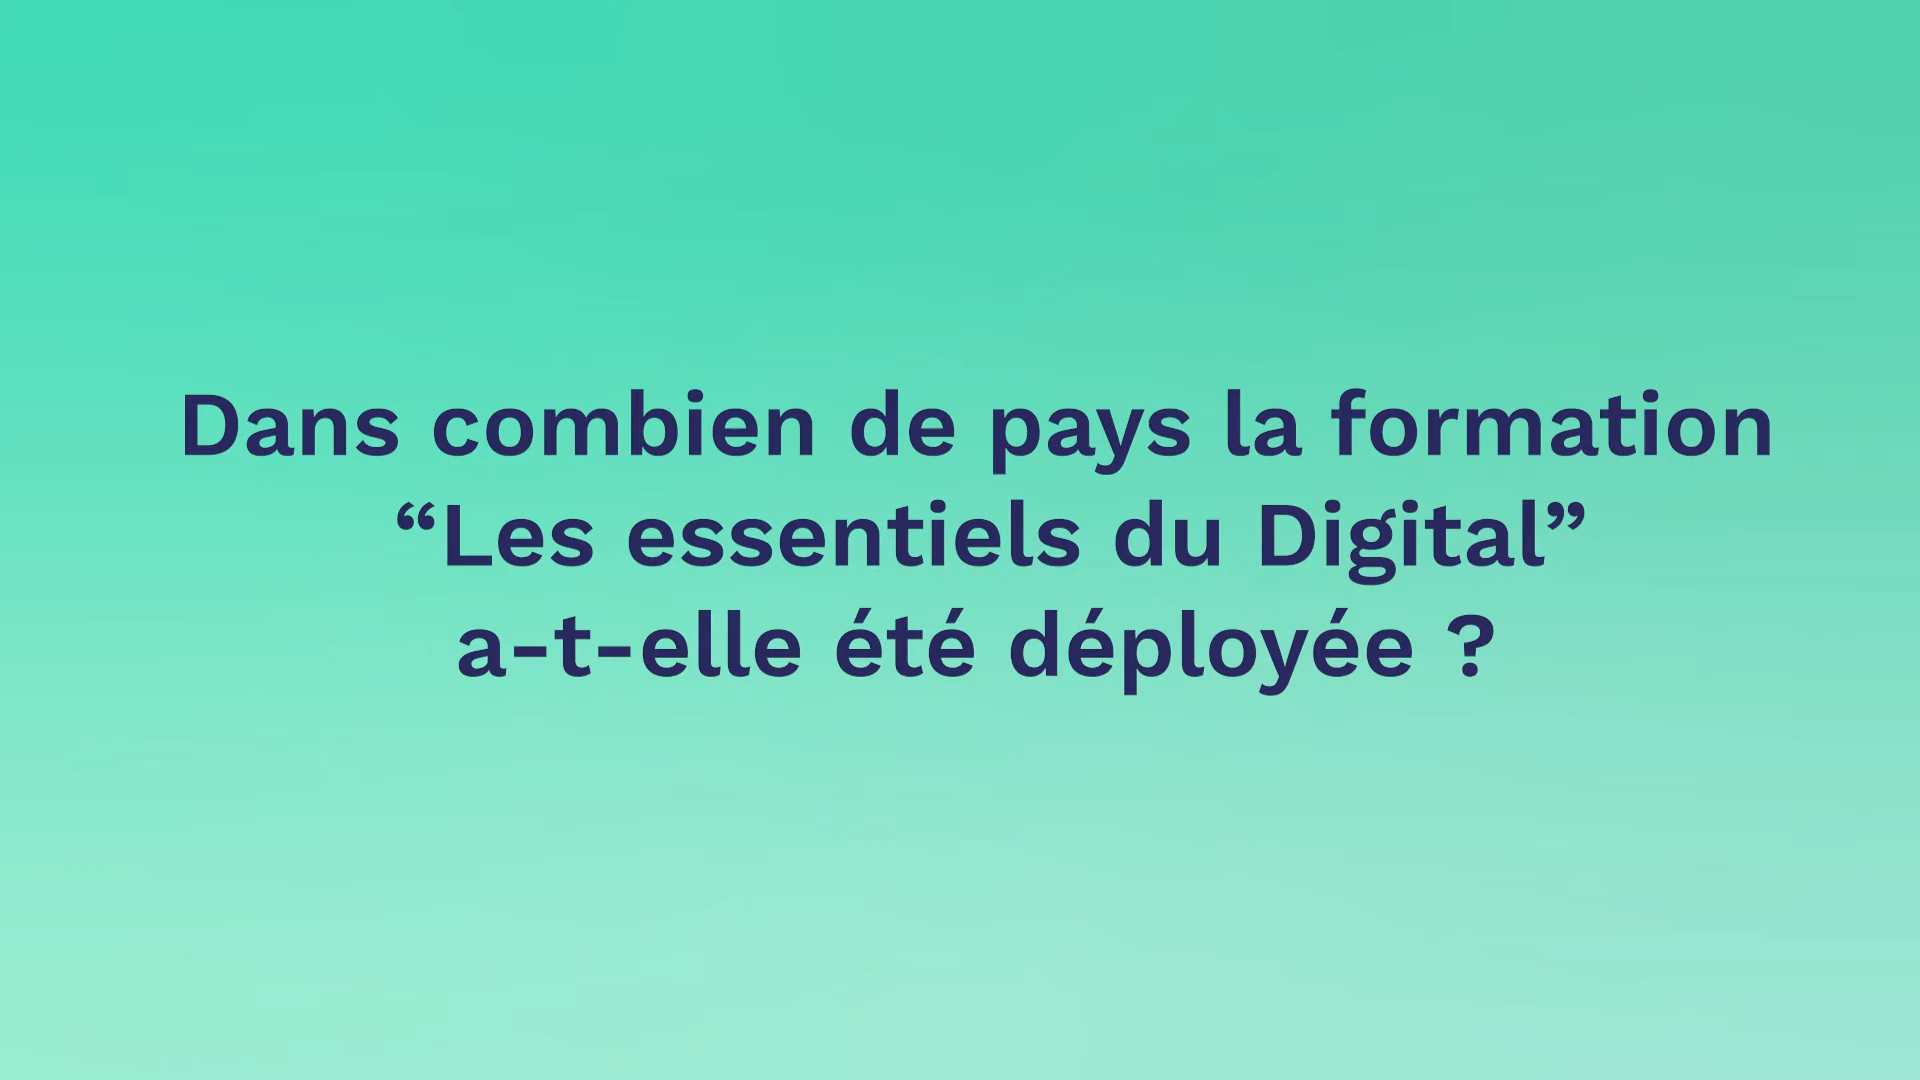 Dans combien de pays la formation
“Les essentiels du Digital”
a-t-elle été déployée ?